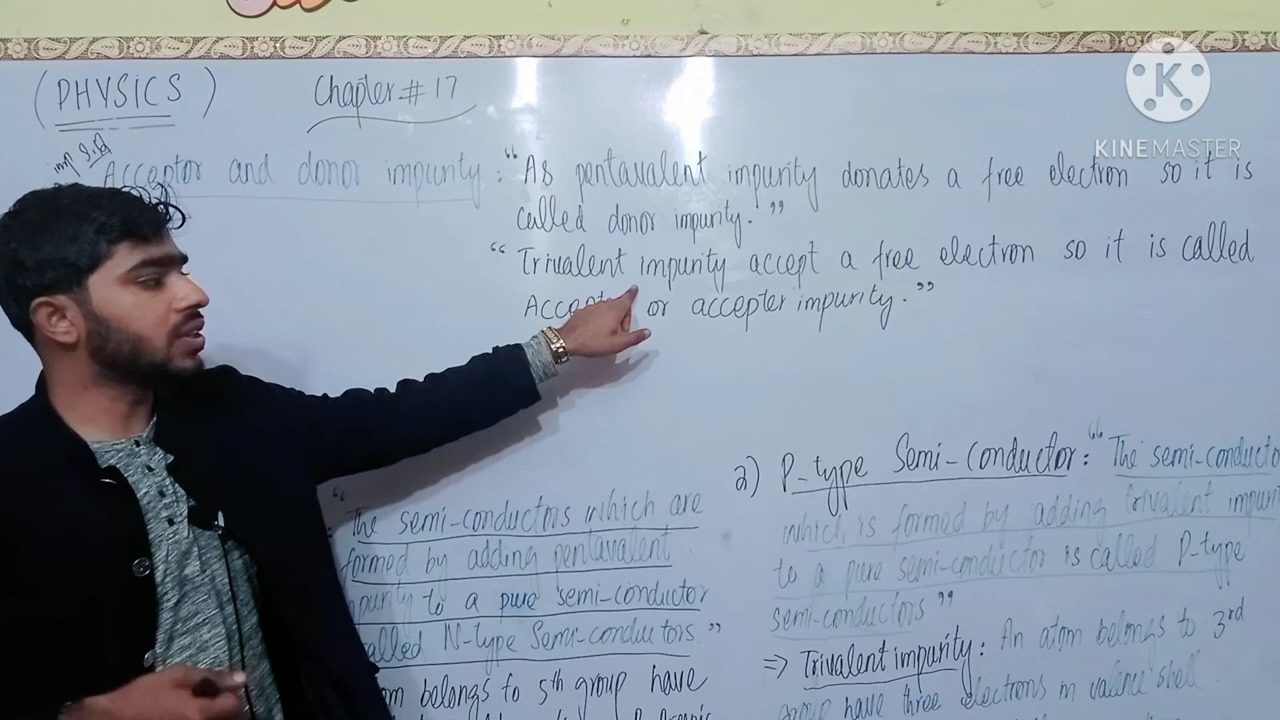 (PHYSICS)
Chapter # 17
K
KINEMASTER
imp
Acceptor and donor impurity : “As pentavalent impurity donates a free electron so it is
called donor impurity.”
“Trivalent impurity accept a free electron so it is called
or accepter impurity.”
“The semi-conductors which are
formed by adding pentavalent
to a pure semi-conductor
N-type Semi-conductors”
belongs to 5th group have
2) P-type Semi-Conductor: “The semi-conductor
which is formed by adding trivalent
to a pure semi-conductor is called P-type
semi-conductors”
=> Trivalent impurity: An atom belongs to 3rd
group have three electrons in valence shell.